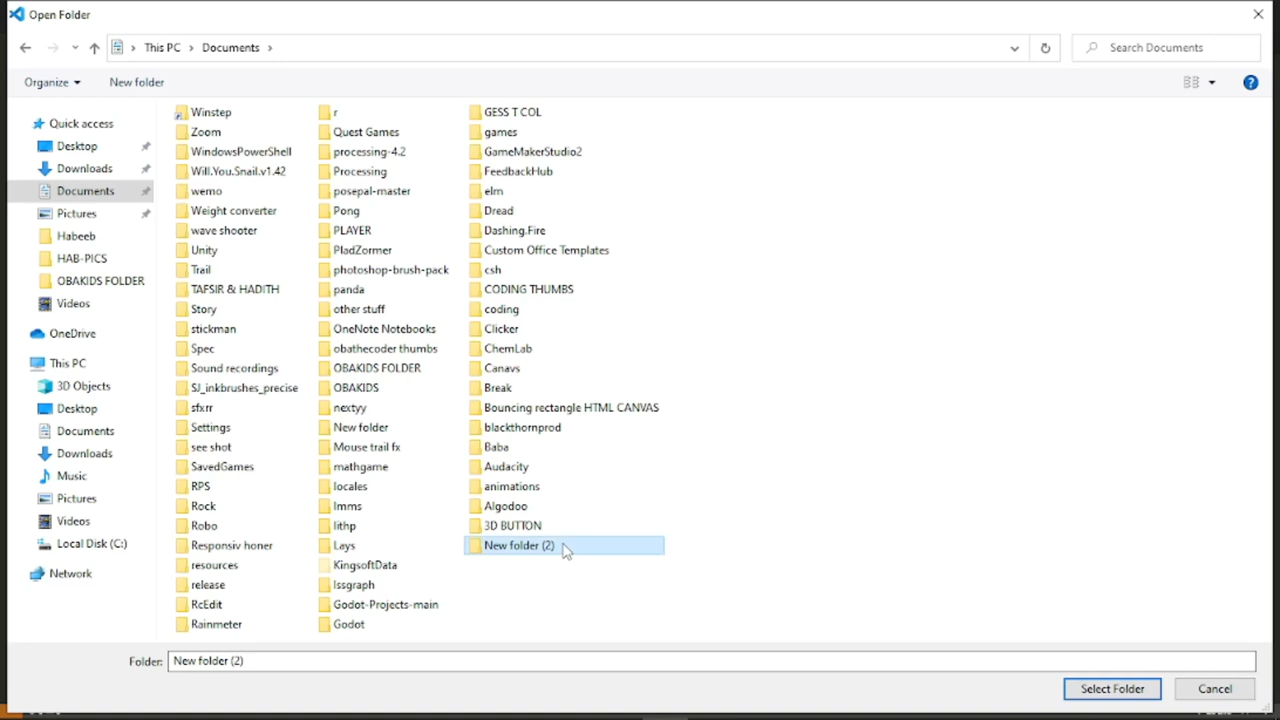 Open Folder
This PC
Documents
Search Documents
Organize
New folder
Quick access
Desktop
Downloads
Documents
Pictures
Habeeb
HAB-PICS
OBAKIDS FOLDER
Videos
OneDrive
This PC
3D Objects
Desktop
Documents
Downloads
Music
Pictures
Videos
Local Disk (C:)
Network
Winstep
Zoom
WindowsPowerShell
Will.You.Snail.v1.42
wemo
Weight converter
wave shooter
Unity
Trail
TAFSIR & HADITH
Story
stickman
Spec
Sound recordings
SJ_inkbrushes_precise
sfxrr
Settings
see shot
SavedGames
RPS
Rock
Robo
Responsiv honer
resources
release
RcEdit
Rainmeter
r
Quest Games
processing-4.2
Processing
posepal-master
Pong
PLAYER
PladZormer
photoshop-brush-pack
panda
other stuff
OneNote Notebooks
obathecoder thumbs
OBAKIDS FOLDER
OBAKIDS
nextyy
New folder
Mouse trail fx
mathgame
locales
lmms
lithp
Lays
KingsoftData
Issgraph
Godot-Projects-main
Godot
GESS T COL
games
GameMakerStudio2
FeedbackHub
elm
Dread
Dashing.Fire
Custom Office Templates
csh
CODING THUMBS
coding
Clicker
ChemLab
Canavs
Break
Bouncing rectangle HTML CANVAS
blackthornprod
Baba
Audacity
animations
Algodoo
3D BUTTON
New folder (2)
Folder:
New folder (2)
Select Folder
Cancel